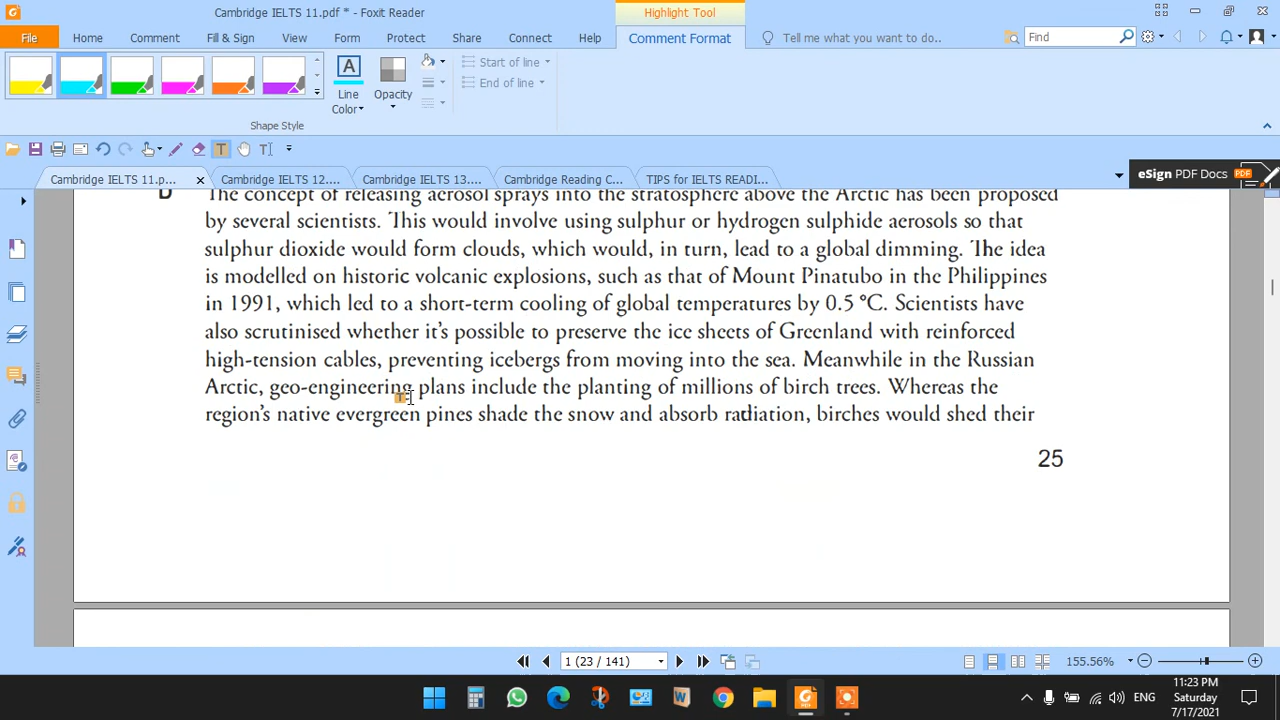 Cambridge IELTS 11.pdf * - Foxit Reader
Highlight Tool
File Home Comment Fill & Sign View Form Protect Share Connect Help Comment Format Tell me what you want to do.. Find
Line Color
Opacity
Start of line
End of line
Shape Style
Cambridge IELTS 11.p... Cambridge IELTS 12.... Cambridge IELTS 13.... Cambridge Reading C... TIPS for IELTS READI... eSign PDF Docs PDF
D The concept of releasing aerosol sprays into the stratosphere above the Arctic has been proposed
by several scientists. This would involve using sulphur or hydrogen sulphide aerosols so that
sulphur dioxide would form clouds, which would, in turn, lead to a global dimming. The idea
is modelled on historic volcanic explosions, such as that of Mount Pinatubo in the Philippines
in 1991, which led to a short-term cooling of global temperatures by 0.5 °C. Scientists have
also scrutinised whether it's possible to preserve the ice sheets of Greenland with reinforced
high-tension cables, preventing icebergs from moving into the sea. Meanwhile in the Russian
Arctic, geo-engineering plans include the planting of millions of birch trees. Whereas the
region's native evergreen pines shade the snow and absorb radiation, birches would shed their
25
1 (23 / 141)
155.56%
ENG
11:23 PM
Saturday
7/17/2021